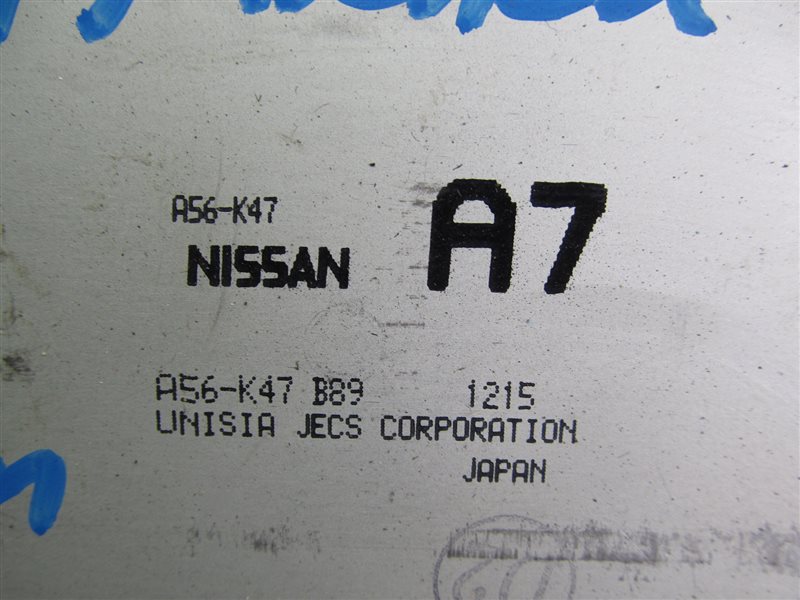 A56-K47
NISSAN A7
A56-K47 B89 1215
UNISIA JECS CORPORATION
JAPAN